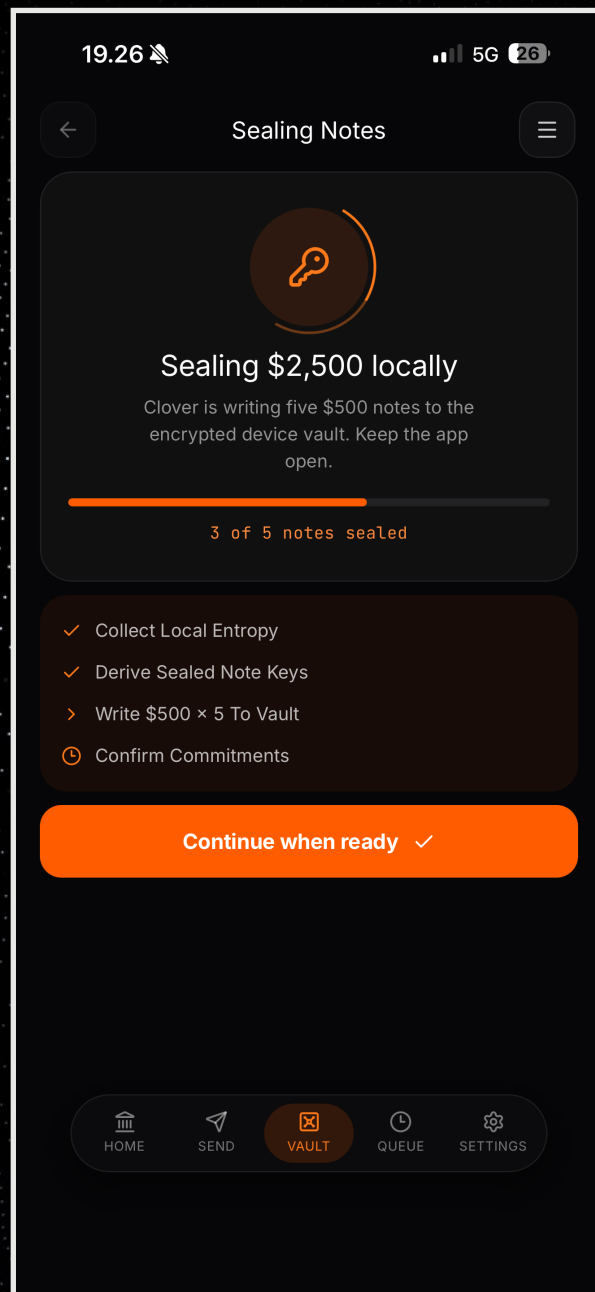 19.26
5G
26
Sealing Notes
Sealing $2,500 locally
Clover is writing five $500 notes to the
encrypted device vault. Keep the app
open.
3 of 5 notes sealed
Collect Local Entropy
Derive Sealed Note Keys
Write $500 × 5 To Vault
Confirm Commitments
Continue when ready
HOME
SEND
VAULT
QUEUE
SETTINGS